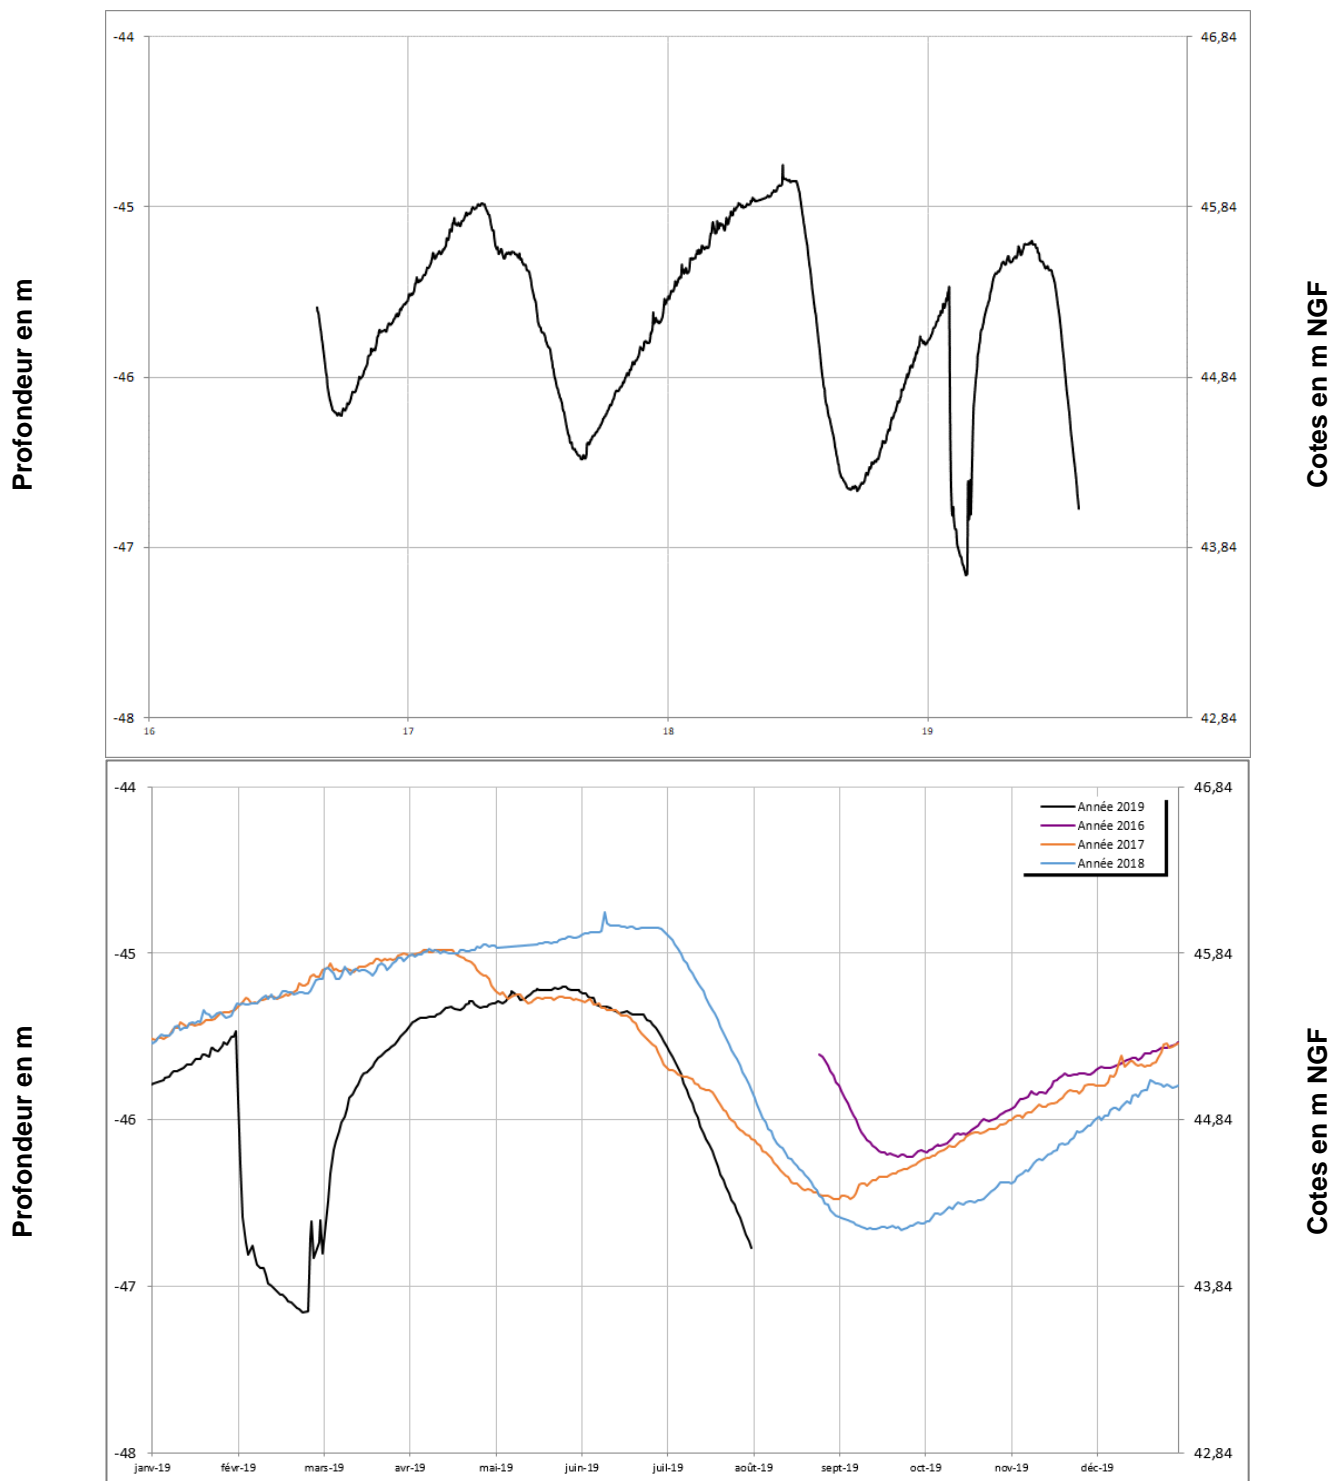 -44
46,84
-45
45,84
-46
44,84
-47
43,84
-48
42,84
16
17
18
19
Profondeur en m
Cotes en m NGF
-44
46,84
Année 2019
Année 2016
Année 2017
Année 2018
-45
45,84
-46
44,84
-47
43,84
-48
42,84
janv-19
févr-19
mars-19
avr-19
mai-19
juin-19
juil-19
août-19
sept-19
oct-19
nov-19
déc-19
Profondeur en m
Cotes en m NGF